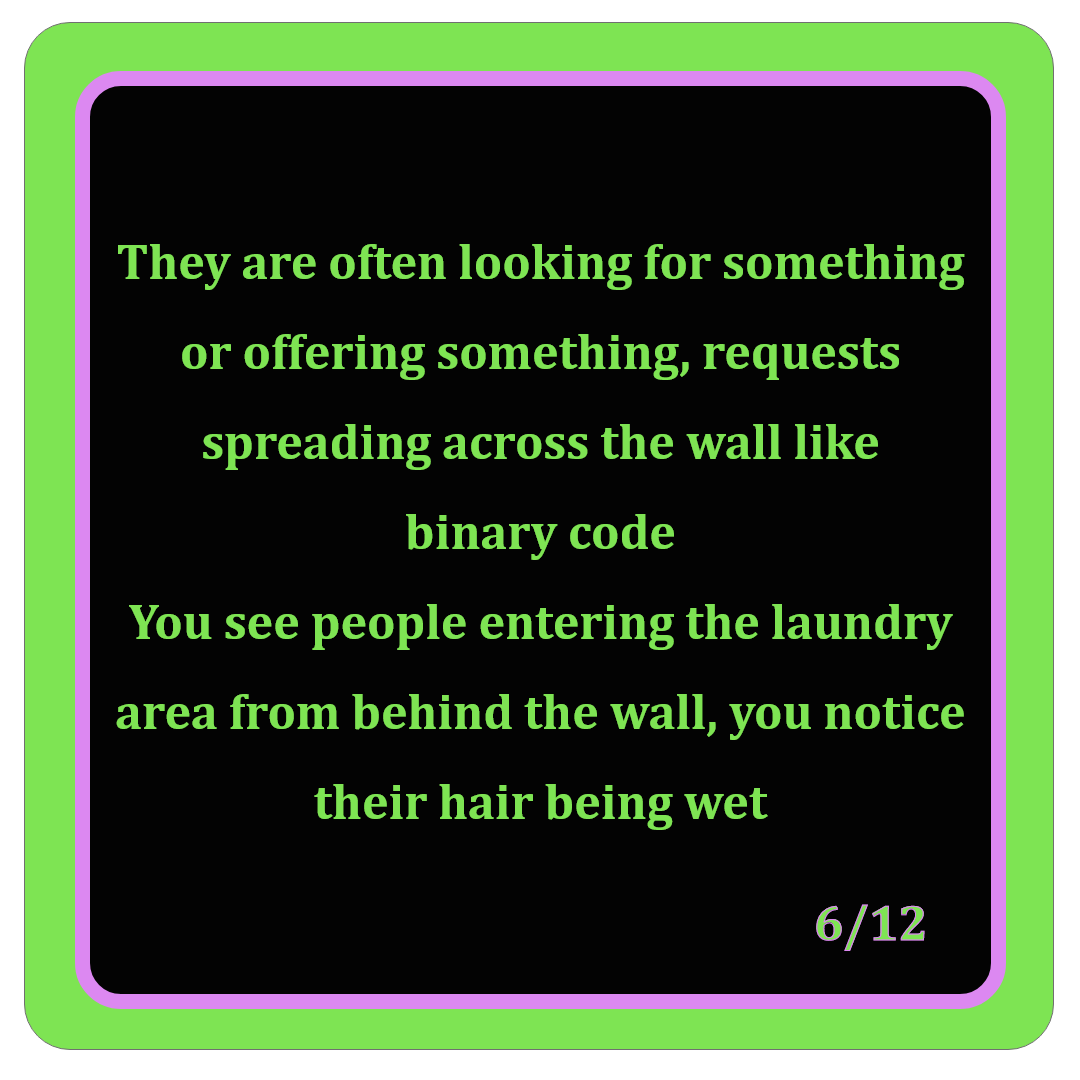 They are often looking for something
or offering something, requests
spreading across the wall like
binary code
You see people entering the laundry
area from behind the wall, you notice
their hair being wet
6/12